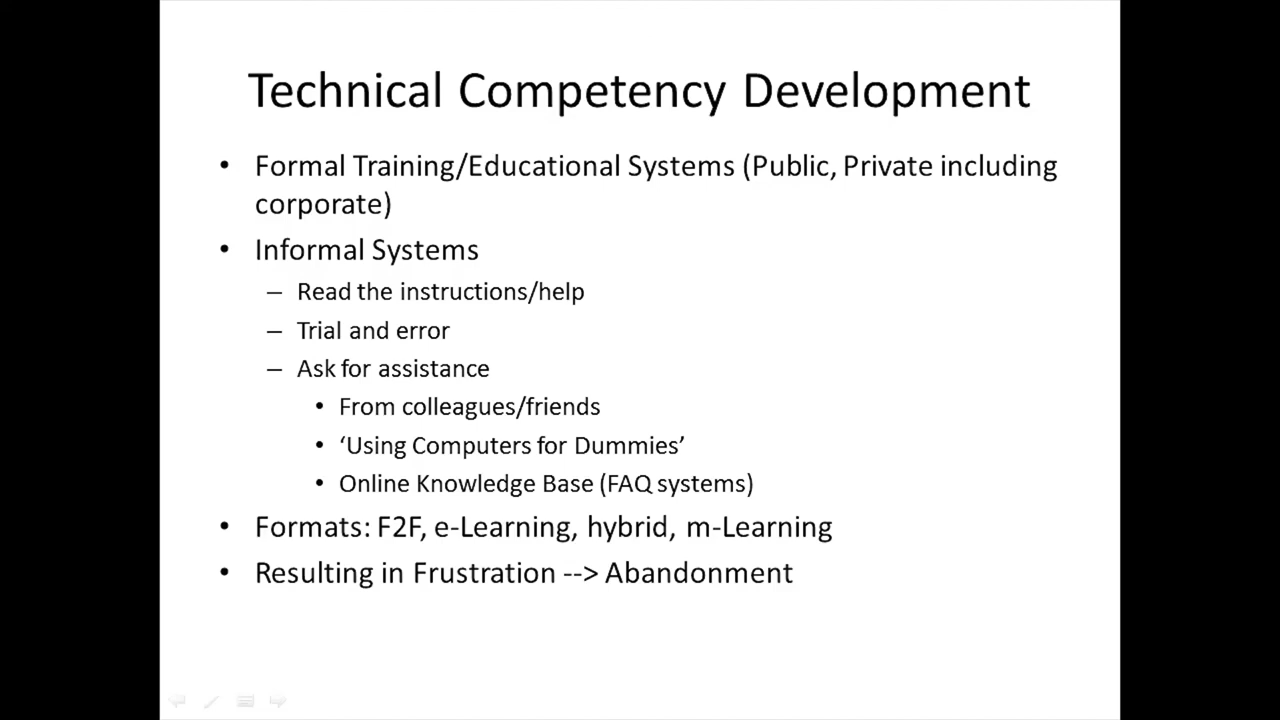 Technical Competency Development
• Formal Training/Educational Systems (Public, Private including
corporate)
• Informal Systems
– Read the instructions/help
– Trial and error
– Ask for assistance
• From colleagues/friends
• ‘Using Computers for Dummies’
• Online Knowledge Base (FAQ systems)
• Formats: F2F, e-Learning, hybrid, m-Learning
• Resulting in Frustration --> Abandonment